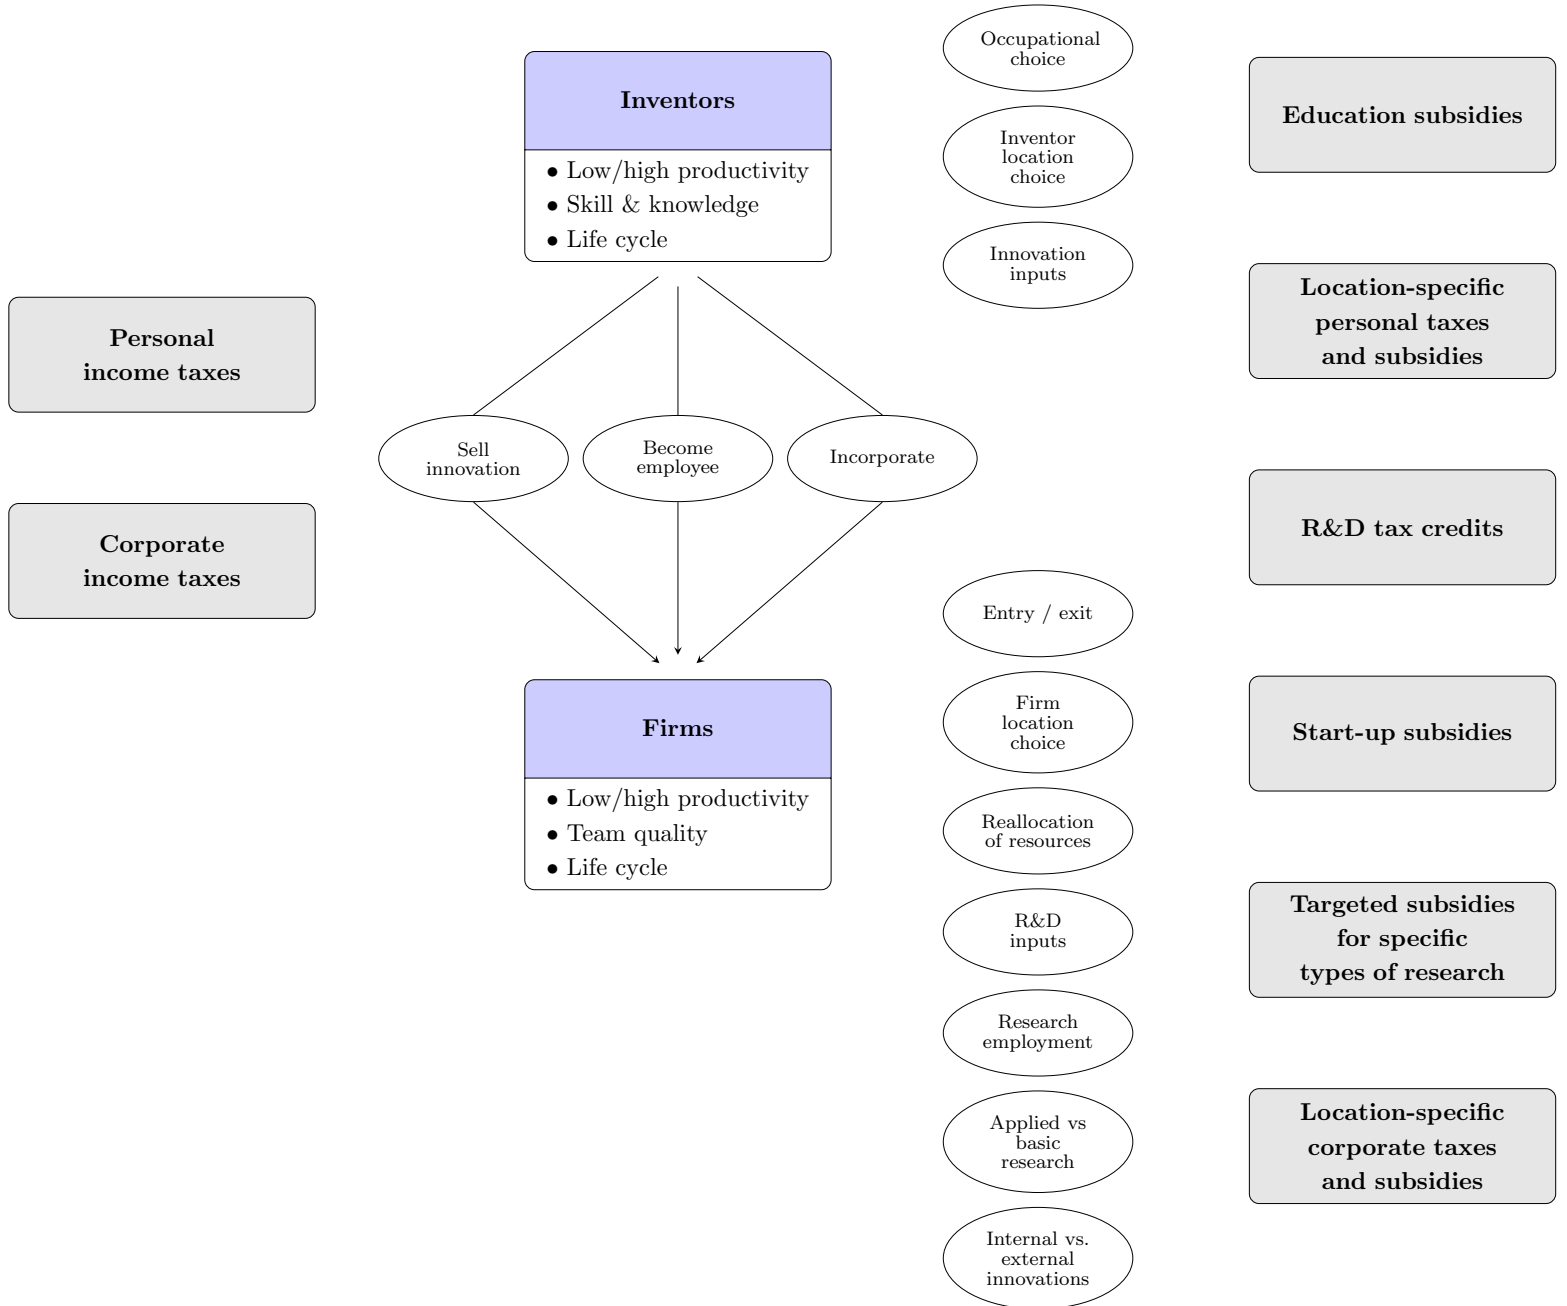 Inventors
• Low/high productivity
• Skill & knowledge
• Life cycle
Occupational
choice
Inventor
location
choice
Innovation
inputs
Education subsidies
Location-specific
personal taxes
and subsidies
Personal
income taxes
Corporate
income taxes
Sell
innovation
Become
employee
Incorporate
R&D tax credits
Firms
• Low/high productivity
• Team quality
• Life cycle
Entry / exit
Firm
location
choice
Reallocation
of resources
R&D
inputs
Research
employment
Applied vs
basic
research
Internal vs.
external
innovations
Start-up subsidies
Targeted subsidies
for specific
types of research
Location-specific
corporate taxes
and subsidies